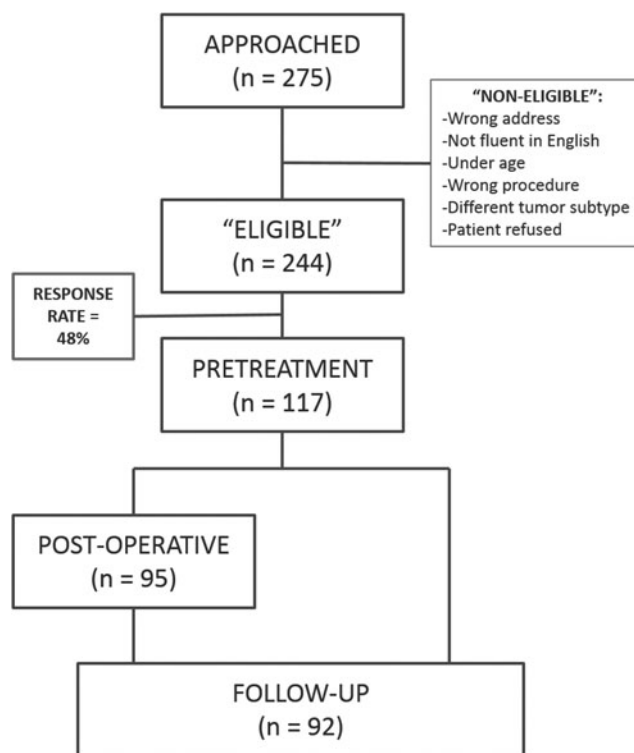 APPROACHED
(n = 275)
“NON-ELIGIBLE”:
-Wrong address
-Not fluent in English
-Under age
-Wrong procedure
-Different tumor subtype
-Patient refused
“ELIGIBLE”
(n = 244)
RESPONSE
RATE =
48%
PRETREATMENT
(n = 117)
POST-OPERATIVE
(n = 95)
FOLLOW-UP
(n = 92)